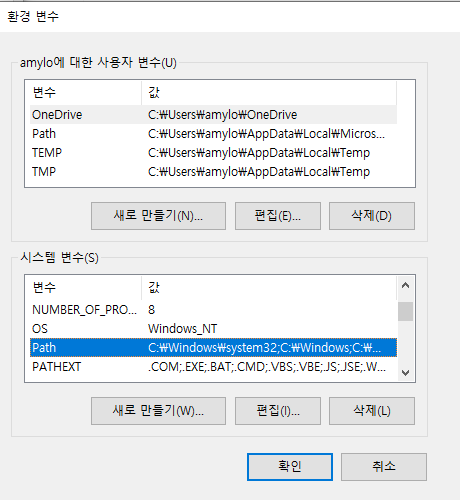 환경 변수
amylo에 대한 사용자 변수(U)
변수 값
OneDrive C:₩Users₩amylo₩OneDrive
Path C:₩Users₩amylo₩AppData₩Local₩Micros...
TEMP C:₩Users₩amylo₩AppData₩Local₩Temp
TMP C:₩Users₩amylo₩AppData₩Local₩Temp
새로 만들기(N)... 편집(E)... 삭제(D)
시스템 변수(S)
변수 값
NUMBER_OF_PRO... 8
OS Windows_NT
Path C:₩Windows₩system32;C:₩Windows;C:₩...
PATHEXT .COM;.EXE;.BAT;.CMD;.VBS;.VBE;.JS;.JSE;.W...
새로 만들기(W)... 편집(I)... 삭제(L)
확인 취소